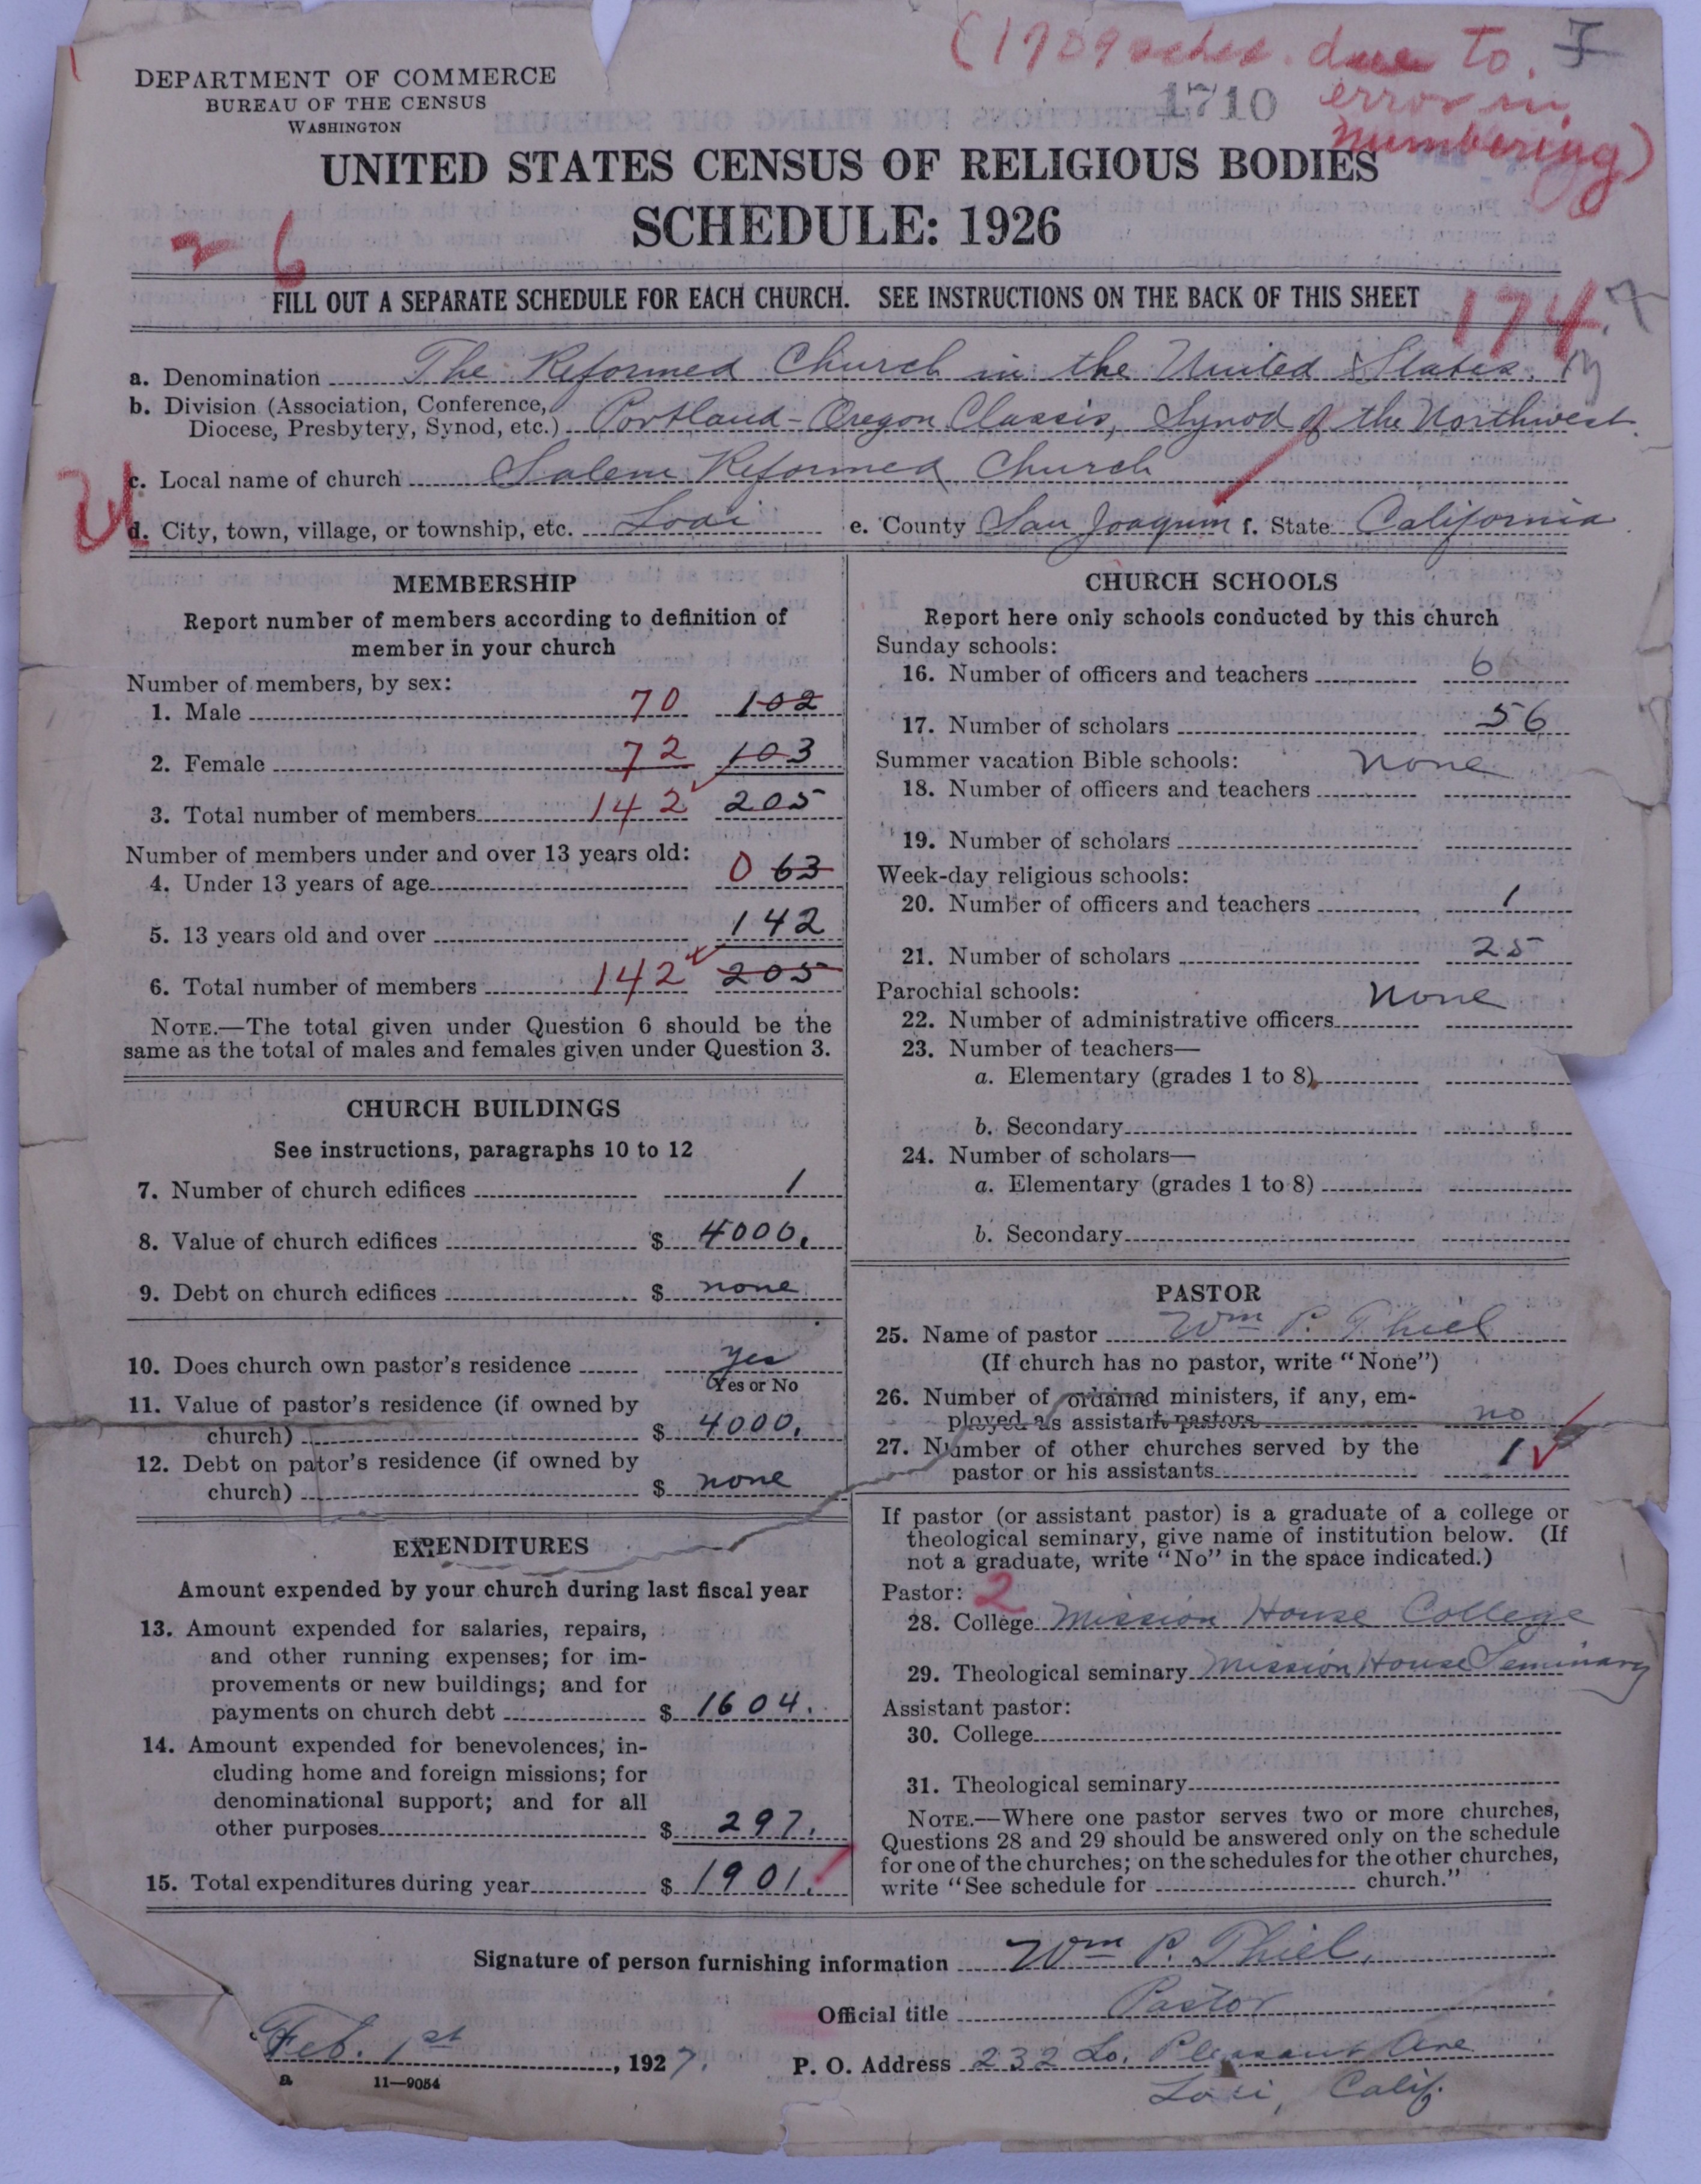 (1709 sches. due to. J
DEPARTMENT OF COMMERCE
BUREAU OF THE CENSUS
WASHINGTON
1710 error in
numbering)
UNITED STATES CENSUS OF RELIGIOUS BODIES
SCHEDULE: 1926
26
FILL OUT A SEPARATE SCHEDULE FOR EACH CHURCH. SEE INSTRUCTIONS ON THE BACK OF THIS SHEET
174
a. Denomination The Reformed Church in the United States.
b. Division (Association, Conference,
Diocese, Presbytery, Synod, etc.) Portland-Oregon Classis, Synod of the Northwest.
c. Local name of church Salem Reformed Church
U
d. City, town, village, or township, etc. Lodi e. County San Joaquin f. State California
MEMBERSHIP
Report number of members according to definition of
member in your church
Number of members, by sex:
1. Male 70 102
2. Female 72 103
3. Total number of members 142 205
Number of members under and over 13 years old:
4. Under 13 years of age 0 63
5. 13 years old and over 142
6. Total number of members 142 205
NOTE.—The total given under Question 6 should be the
same as the total of males and females given under Question 3.
CHURCH BUILDINGS
See instructions, paragraphs 10 to 12
7. Number of church edifices 1
8. Value of church edifices $ 4000.
9. Debt on church edifices $ none
10. Does church own pastor's residence yes
Yes or No
11. Value of pastor's residence (if owned by
church) $ 4000.
12. Debt on pator's residence (if owned by
church) $ none
EXPENDITURES
Amount expended by your church during last fiscal year
13. Amount expended for salaries, repairs,
and other running expenses; for im-
provements or new buildings; and for
payments on church debt $ 1604.
14. Amount expended for benevolences, in-
cluding home and foreign missions; for
denominational support; and for all
other purposes $ 297.
15. Total expenditures during year $ 1901.
CHURCH SCHOOLS
Report here only schools conducted by this church
Sunday schools:
16. Number of officers and teachers 6
17. Number of scholars 56
Summer vacation Bible schools: none
18. Number of officers and teachers
19. Number of scholars
Week-day religious schools:
20. Number of officers and teachers 1
21. Number of scholars 25
Parochial schools: none
22. Number of administrative officers
23. Number of teachers—
a. Elementary (grades 1 to 8)
b. Secondary
24. Number of scholars—
a. Elementary (grades 1 to 8)
b. Secondary
PASTOR
25. Name of pastor Wm P. Thiel
(If church has no pastor, write "None")
26. Number of ordained ministers, if any, em-
ployed as assistant pastors no
27. Number of other churches served by the
pastor or his assistants 1
If pastor (or assistant pastor) is a graduate of a college or
theological seminary, give name of institution below. (If
not a graduate, write "No" in the space indicated.)
Pastor: 2
28. College Mission House College
29. Theological seminary Mission House Seminary
Assistant pastor:
30. College
31. Theological seminary
NOTE.—Where one pastor serves two or more churches,
Questions 28 and 29 should be answered only on the schedule
for one of the churches; on the schedules for the other churches,
write "See schedule for church."
Signature of person furnishing information Wm P. Thiel.
Official title Pastor
Feb. 1st, 1927. P. O. Address 232 So. Pleasant Ave
a 11—9054
Lodi, Calif.